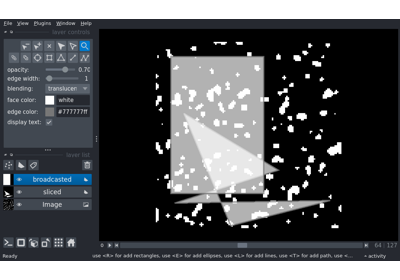 File View Plugins Window Help
layer controls
opacity: 0.70
edge width: 1
blending: translucen
face color: white
edge color: #777777ff
display text:
layer list
broadcasted
sliced
Image
64 127
Ready use <R> for add rectangles, use <E> for add ellipses, use <L> for add lines, use <T> for add path, use <... activity